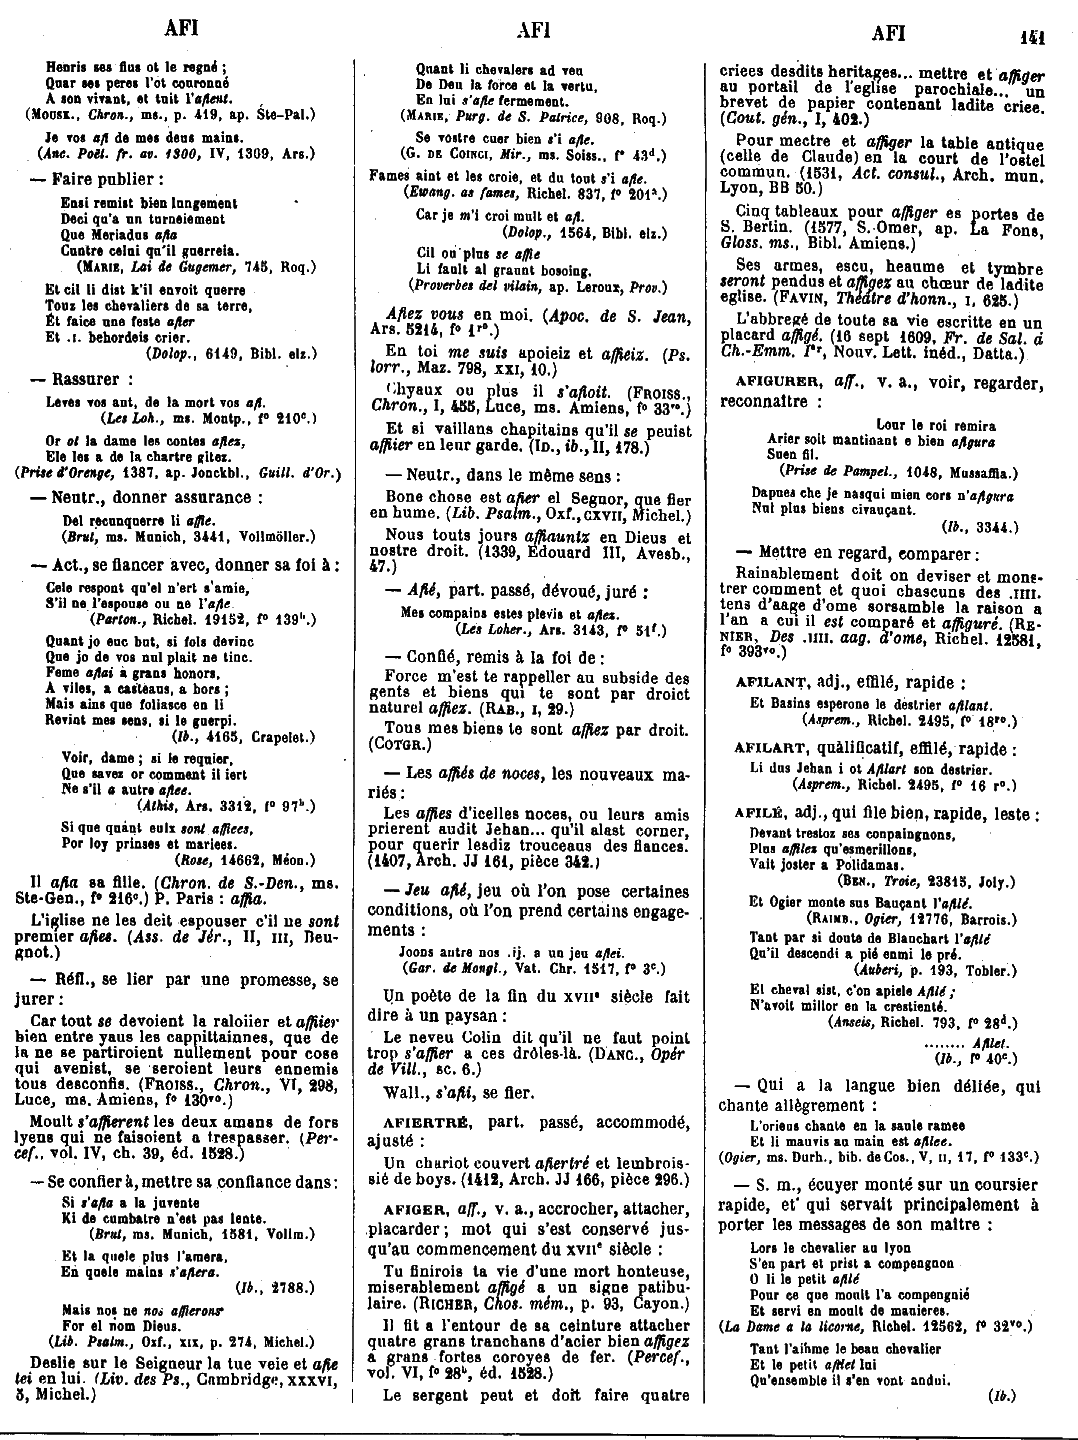 AFI
AFI
AFI
141
Henris ses fius ot le regné ;
Quar ses peres l'ot couronné
A son vivant, et tuit l'afient.
(MOUSK., Chron., ms., p. 419, ap. Ste-Pal.)
Je vos afi de mes deus mains.
(Anc. Poët. fr. av. 1300, IV, 1309, Ars.)
— Faire publier :
Ensi remist bien lungement
Deci qu'a un turneiement
Que Meriadus afia
Cuntre celui qu'il guerreia.
(MARIE, Lai de Gugemer, 745, Roq.)
Et cil li dist k'il envoit querre
Tous les chevaliers de sa terre,
Et faice une feste afier
Et .I. behordeis crier.
(Dolop., 6149, Bibl. elz.)
— Rassurer :
Leves vos ant, de la mort vos afi.
(Les Loh., ms. Montp., f° 210c.)
Or ot la dame les contes afiez,
Ele les a de la chartre gitez.
(Prise d'Orenge, 1387, ap. Jonckbl., Guill. d'Or.)
— Neutr., donner assurance :
Del recunquerre li affie.
(Brut, ms. Munich, 3441, Vollmöller.)
— Act., se fiancer avec, donner sa foi à :
Cele respont qu'el n'ert s'amie,
S'il ne l'espouse ou ne l'afie
(Parton., Richel. 19152, f° 139b.)
Quant jo euc but, si fols devinc
Que jo de vos nul plait ne tinc.
Feme afiai a grans honors,
A viles, a casteaus, a bors ;
Mais ains que foliasce en li
Revint mes sens, si le guerpi.
(Ib., 4165, Crapelet.)
Voir, dame ; si le requier,
Que savez or comment il iert
Ne s'il a autre afiee.
(Athis, Ars. 3312, f° 97b.)
Si que quant eulx sont affiees,
Por loy prinses et mariees.
(Rose, 14662, Méon.)
Il afia sa fille. (Chron. de S.-Den., ms.
Ste-Gen., f° 216c.) P. Paris : affia.
L'iglise ne les deit espouser c'il ne sont
premier afies. (Ass. de Jér., II, III, Beu-
gnot.)
— Réfl., se lier par une promesse, se
jurer :
Car tout se devoient la raloiier et affiier
bien entre yaus les cappittainnes, que de
la ne se partiroient nullement pour cose
qui avenist, se seroient leurs ennemis
tous desconfis. (FROISS., Chron., VI, 298,
Luce, ms. Amiens, f° 130vo.)
Moult s'affierent les deux amans de fors
lyens qui ne faisoient a trespasser. (Per-
cef., vol. IV, ch. 39, éd. 1528.)
— Se confier à, mettre sa confiance dans :
Si s'afia a la juvente
Ki de cumbatre n'est pas lente.
(Brut, ms. Munich, 1581, Vollm.)
Et la quele plus l'amera,
En quele mains s'afiera.
(Ib., 2788.)
Mais nos ne nos affierons
For el nom Dieus.
(Lib. Psalm., Oxf., XIX, p. 274, Michel.)
Deslie sur le Seigneur la tue veie et afie
tei en lui. (Liv. des Ps., Cambridge, XXXVI,
5, Michel.)
Quant li chevalers ad veu
De Deu la force et la vertu,
En lui s'afie fermement.
(MARIE, Purg. de S. Patrice, 908, Roq.)
Se vostre cuer bien s'i afie.
(G. DE COINCI, Mir., ms. Soiss., f° 43d.)
Fames aint et les croie, et du tout s'i afie.
(Ewang. as fames, Richel. 837, f° 201a.)
Car je m'i croi mult et afi.
(Dolop., 1564, Bibl. elz.)
Cil ou plus se affie
Li fault al graunt bosoing.
(Proverbes del vilain, ap. Leroux, Prov.)
Afiez vous en moi. (Apoc. de S. Jean,
Ars. 5214, f° 1ro.)
En toi me suis apoieiz et affieiz. (Ps.
lorr., Maz. 798, XXI, 10.)
Chyaux ou plus il s'afioit. (FROISS.,
Chron., I, 455, Luce, ms. Amiens, f° 33vo.)
Et si vaillans chapitains qu'il se peuist
affiier en leur garde. (ID., ib., II, 178.)
— Neutr., dans le même sens :
Bone chose est afier el Segnor, que fier
en hume. (Lib. Psalm., Oxf., CXVII, Michel.)
Nous touts jours affiauntz en Dieus et
nostre droit. (1339, Edouard III, Avesb.,
47.)
— Afié, part. passé, dévoué, juré :
Mes compains estes plevis et afiez.
(Les Loher., Ars. 3143, f° 51f.)
— Confié, remis à la foi de :
Force m'est te rappeller au subside des
gents et biens qui te sont par droict
naturel affiez. (RAB., I, 29.)
Tous mes biens te sont affiez par droit.
(COTGR.)
— Les affiés de noces, les nouveaux ma-
riés :
Les affies d'icelles noces, ou leurs amis
prierent audit Jehan... qu'il alast corner,
pour querir lesdiz trouceaus des fiances.
(1407, Arch. JJ 161, pièce 342.)
— Jeu afié, jeu où l'on pose certaines
conditions, où l'on prend certains engage-
ments :
Joons autre nos .ij. a un jeu afiei.
(Gar. de Mongl., Vat. Chr. 1517, f° 3c.)
Un poète de la fin du XVIIe siècle fait
dire à un paysan :
Le neveu Colin dit qu'il ne faut point
trop s'affier a ces drôles-là. (DANC., Opér
de Vill., sc. 6.)
Wall., s'afii, se fier.
AFIERTRÉ, part. passé, accommodé,
ajusté :
Un chariot couvert afiertré et lembrois-
sié de boys. (1412, Arch. JJ 166, pièce 296.)
AFIGER, aff., v. a., accrocher, attacher,
placarder ; mot qui s'est conservé jus-
qu'au commencement du XVIIe siècle :
Tu finirois ta vie d'une mort honteuse,
miserablement affigé a un signe patibu-
laire. (RICHER, Chos. mém., p. 93, Cayon.)
Il fit a l'entour de sa ceinture attacher
quatre grans tranchans d'acier bien affigez
a grans fortes coroyes de fer. (Percef.,
vol. VI, f° 28b, éd. 1528.)
Le sergent peut et doit faire quatre
criees desdits heritages... mettre et affiger
au portail de l'eglise parochiale... un
brevet de papier contenant ladite criee.
(Cout. gén., I, 402.)
Pour mectre et affiger la table antique
(celle de Claude) en la court de l'ostel
commun. (1531, Act. consul., Arch. mun.
Lyon, BB 50.)
Cinq tableaux pour affiger es portes de
S. Bertin. (1577, S.-Omer, ap. La Fons,
Gloss. ms., Bibl. Amiens.)
Ses armes, escu, heaume et tymbre
seront pendus et affigez au chœur de ladite
eglise. (FAVIN, Théâtre d'honn., I, 625.)
L'abbregé de toute sa vie escritte en un
placard affigé. (16 sept 1609, Fr. de Sal. á
Ch.-Emm. Ier, Nouv. Lett. inéd., Datta.)
AFIGURER, aff., v. a., voir, regarder,
reconnaître :
Lour le roi remira
Arier soit mantinant e bien afigura
Suen fil.
(Prise de Pampel., 1048, Mussaffia.)
Dapues che je nasqui mien cors n'afigura
Nul plus biens civauçant.
(Ib., 3344.)
— Mettre en regard, comparer :
Rainablement doit on deviser et mons-
trer comment et quoi chascuns des .IIII.
tens d'aage d'ome sorsamble la raison a
l'an a cui il est comparé et affiguré. (RE-
NIER, Des .IIII. aag. d'ome, Richel. 12581,
f° 393vo.)
AFILANT, adj., effilé, rapide :
Et Basins esperone le destrier afilant.
(Asprem., Richel. 2495, f° 18ro.)
AFILART, qualificatif, effilé, rapide :
Li dus Jehan i ot Afilart son destrier.
(Asprem., Richel. 2495, f° 16 ro.)
AFILÉ, adj., qui file bien, rapide, leste :
Devant trestoz ses conpaingnons,
Plus affilez qu'esmerillons,
Vait joster a Polidamas.
(BEN., Troie, 23815, Joly.)
Et Ogier monte sus Bauçant l'afilé.
(RAIMB., Ogier, 12776, Barrois.)
Tant par si doute de Blanchart l'afilé
Qu'il descendi a pié enmi le pré.
(Auberi, p. 193, Tobler.)
El cheval sist, c'on apiele Afilé ;
N'avoit millor en la crestienté.
(Anseis, Richel. 793, f° 28d.)
........ Afilet.
(Ib., f° 40c.)
— Qui a la langue bien déliée, qui
chante allègrement :
L'orieus chante en la saule ramee
Et li mauvis au main est afilee.
(Ogier, ms. Durh., bib. de Cos., V, II, 17, f° 133c.)
— S. m., écuyer monté sur un coursier
rapide, et qui servait principalement à
porter les messages de son maître :
Lors le chevalier au lyon
S'en part et prist a compengnon
O li le petit afilé
Pour ce que moult l'a compengnié
Et servi en moult de manieres.
(La Dame a la licorne, Richel. 12562, f° 32vo.)
Tant l'aihme le beau chevalier
Et le petit afilet lui
Qu'ensemble il s'en vont andui.
(Ib.)